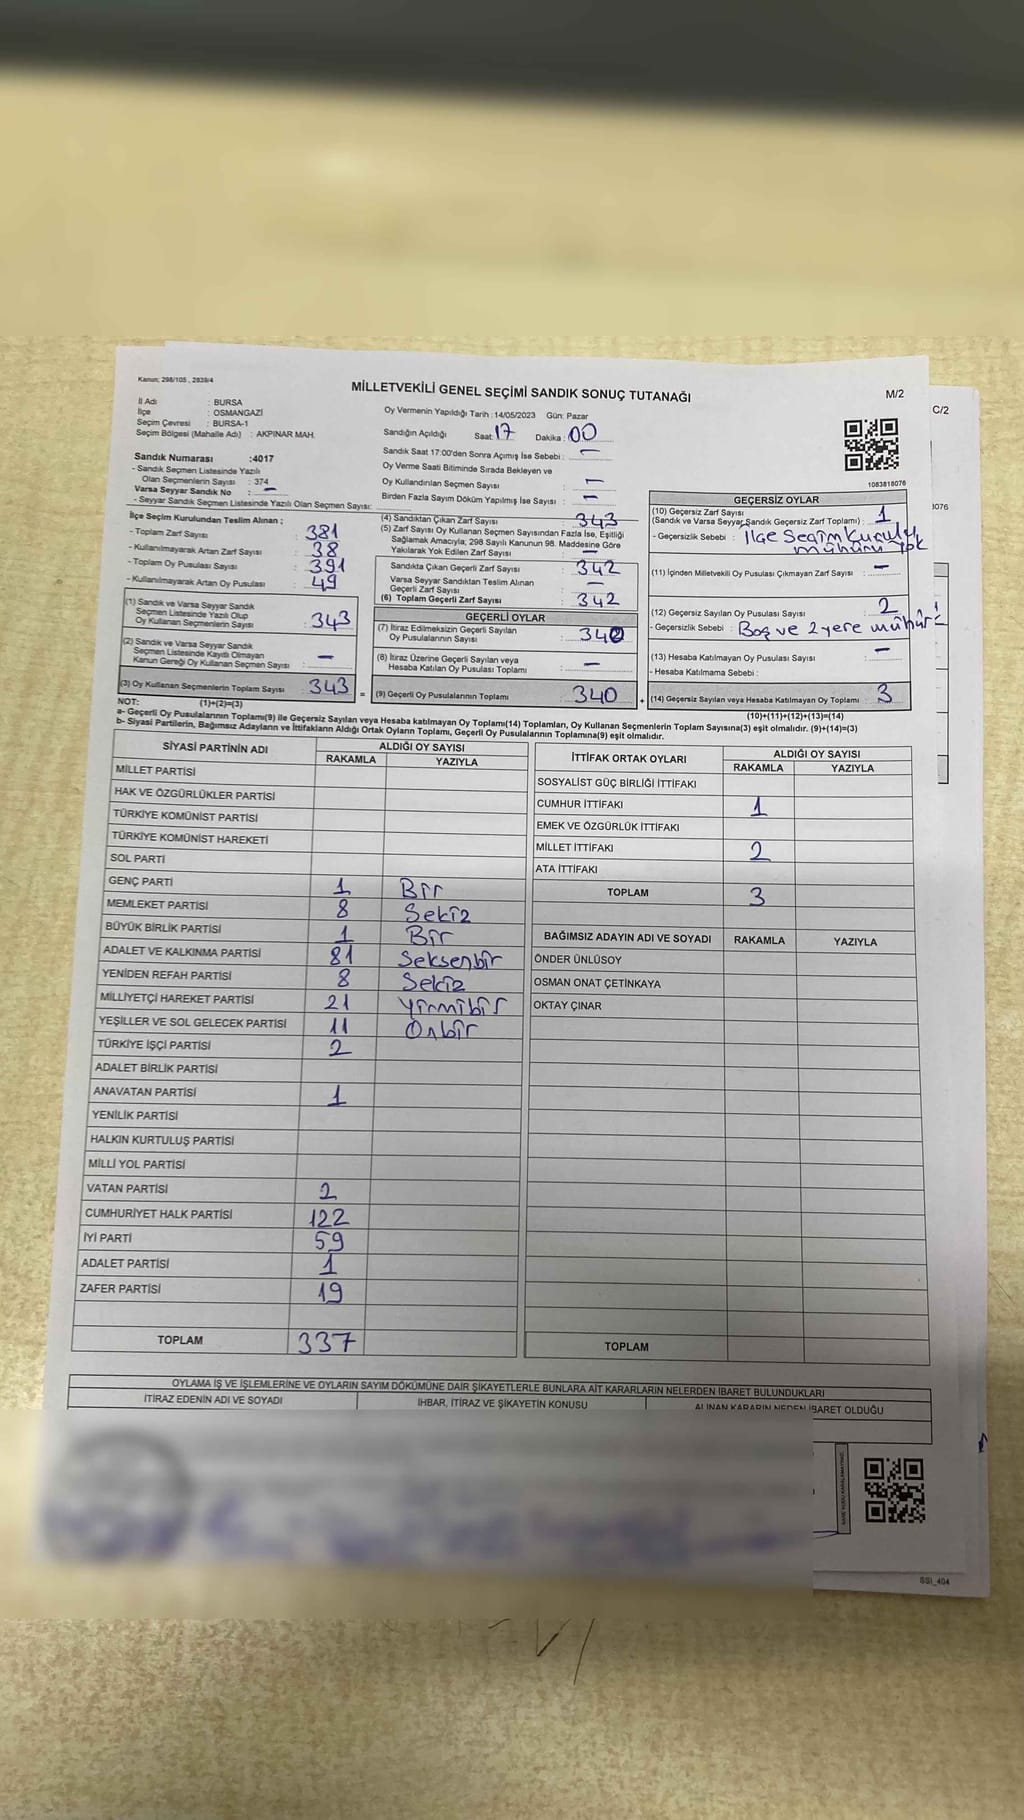 Kanun; 298/105 , 2839/4
MİLLETVEKİLİ GENEL SEÇİMİ SANDIK SONUÇ TUTANAĞI
M/2
C/2
İl Adı : BURSA
İlçe : OSMANGAZİ
Seçim Çevresi : BURSA-1
Seçim Bölgesi (Mahalle Adı) : AKPINAR MAH.
Sandık Numarası :4017
- Sandık Seçmen Listesinde Yazılı
Olan Seçmenlerin Sayısı : 374
Varsa Seyyar Sandık No : –
- Seyyar Sandık Seçmen Listesinde Yazılı Olan Seçmen Sayısı:
Oy Vermenin Yapıldığı Tarih :14/05/2023 Gün: Pazar
Sandığın Açıldığı Saat: 17 Dakika : 00
Sandık Saat 17:00'den Sonra Açımış İse Sebebi : –
Oy Verme Saati Bitiminde Sırada Bekleyen ve
Oy Kullandırılan Seçmen Sayısı : –
Birden Fazla Sayım Döküm Yapılmış İse Sayısı : –
1083818076
3076
İlçe Seçim Kurulundan Teslim Alınan ;
- Toplam Zarf Sayısı : 381
- Kullanılmayarak Artan Zarf Sayısı : 38
- Toplam Oy Pusulası Sayısı : 391
- Kullanılmayarak Artan Oy Pusulası : 49
(1) Sandık ve Varsa Seyyar Sandık
Seçmen Listesinde Yazılı Olup
Oy Kullanan Seçmenlerin Sayısı : 343
(2) Sandık ve Varsa Seyyar Sandık
Seçmen Listesinde Kayıtlı Olmayan
Kanun Gereği Oy Kullanan Seçmen Sayısı : –
(3) Oy Kullanan Seçmenlerin Toplam Sayısı : 343 =
(1)+(2)=(3)
(4) Sandıktan Çıkan Zarf Sayısı : 343
(5) Zarf Sayısı Oy Kullanan Seçmen Sayısından Fazla İse, Eşitliği
Sağlamak Amacıyla; 298 Sayılı Kanunun 98. Maddesine Göre
Yakılarak Yok Edilen Zarf Sayısı : –
Sandıkta Çıkan Geçerli Zarf Sayısı : 342
Varsa Seyyar Sandıktan Teslim Alınan
Geçerli Zarf Sayısı : –
(6) Toplam Geçerli Zarf Sayısı : 342
GEÇERLİ OYLAR
(7) İtiraz Edilmeksizin Geçerli Sayılan
Oy Pusulalarının Sayısı : 340
(8) İtiraz Üzerine Geçerli Sayılan veya
Hesaba Katılan Oy Pusulası Toplamı : –
(9) Geçerli Oy Pusulalarının Toplamı 340 +
GEÇERSİZ OYLAR
(10) Geçersiz Zarf Sayısı
(Sandık ve Varsa Seyyar Sandık Geçersiz Zarf Toplamı) : 1
- Geçersizlik Sebebi : İlçe Seçim Kurulu
mührü yok
(11) İçinden Milletvekili Oy Pusulası Çıkmayan Zarf Sayısı : –
(12) Geçersiz Sayılan Oy Pusulası Sayısı : 2
- Geçersizlik Sebebi : Boş ve 2 yere mühür
(13) Hesaba Katılmayan Oy Pusulası Sayısı : –
- Hesaba Katılmama Sebebi :
(14) Geçersiz Sayılan veya Hesaba Katılmayan Oy Toplamı : 3
(10)+(11)+(12)+(13)=(14)
NOT:
a- Geçerli Oy Pusulalarının Toplamı(9) ile Geçersiz Sayılan veya Hesaba katılmayan Oy Toplamı(14) Toplamları, Oy Kullanan Seçmenlerin Toplam Sayısına(3) eşit olmalıdır. (9)+(14)=(3)
b- Siyasi Partilerin, Bağımsız Adayların ve İttifakların Aldığı Ortak Oyların Toplamı, Geçerli Oy Pusulalarının Toplamına(9) eşit olmalıdır.
SİYASİ PARTİNİN ADI
ALDIĞI OY SAYISI
RAKAMLA YAZIYLA
MİLLET PARTİSİ
HAK VE ÖZGÜRLÜKLER PARTİSİ
TÜRKİYE KOMÜNİST PARTİSİ
TÜRKİYE KOMÜNİST HAREKETİ
SOL PARTİ
GENÇ PARTİ 1 Bir
MEMLEKET PARTİSİ 8 Sekiz
BÜYÜK BİRLİK PARTİSİ 1 Bir
ADALET VE KALKINMA PARTİSİ 81 Seksenbir
YENİDEN REFAH PARTİSİ 8 Sekiz
MİLLİYETÇİ HAREKET PARTİSİ 21 Yirmibir
YEŞİLLER VE SOL GELECEK PARTİSİ 11 Onbir
TÜRKİYE İŞÇİ PARTİSİ 2
ADALET BİRLİK PARTİSİ
ANAVATAN PARTİSİ 1
YENİLİK PARTİSİ
HALKIN KURTULUŞ PARTİSİ
MİLLİ YOL PARTİSİ
VATAN PARTİSİ 2
CUMHURİYET HALK PARTİSİ 122
İYİ PARTİ 59
ADALET PARTİSİ 1
ZAFER PARTİSİ 19
TOPLAM 337
İTTİFAK ORTAK OYLARI
ALDIĞI OY SAYISI
RAKAMLA YAZIYLA
SOSYALİST GÜÇ BİRLİĞİ İTTİFAKI
CUMHUR İTTİFAKI 1
EMEK VE ÖZGÜRLÜK İTTİFAKI
MİLLET İTTİFAKI 2
ATA İTTİFAKI
TOPLAM 3
BAĞIMSIZ ADAYIN ADI VE SOYADI RAKAMLA YAZIYLA
ÖNDER ÜNLÜSOY
OSMAN ONAT ÇETİNKAYA
OKTAY ÇINAR
TOPLAM
OYLAMA İŞ VE İŞLEMLERİNE VE OYLARIN SAYIM DÖKÜMÜNE DAİR ŞİKAYETLERLE BUNLARA AİT KARARLARIN NELERDEN İBARET BULUNDUKLARI
İTİRAZ EDENİN ADI VE SOYADI
İHBAR, İTİRAZ VE ŞİKAYETİN KONUSU
ALINAN KARARIN NEDEN İBARET OLDUĞU
SSI_404